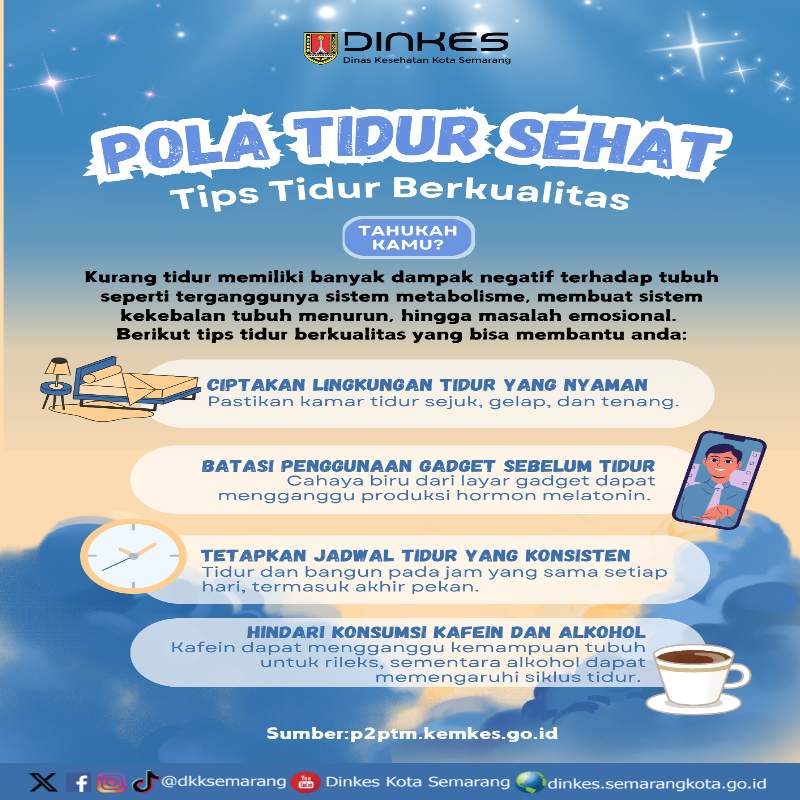 DINKES
Dinas Kesehatan Kota Semarang
POLA TIDUR SEHAT
Tips Tidur Berkualitas
TAHUKAH
KAMU?
Kurang tidur memiliki banyak dampak negatif terhadap tubuh
seperti terganggunya sistem metabolisme, membuat sistem
kekebalan tubuh menurun, hingga masalah emosional.
Berikut tips tidur berkualitas yang bisa membantu anda:
CIPTAKAN LINGKUNGAN TIDUR YANG NYAMAN
Pastikan kamar tidur sejuk, gelap, dan tenang.
BATASI PENGGUNAAN GADGET SEBELUM TIDUR
Cahaya biru dari layar gadget dapat
mengganggu produksi hormon melatonin.
TETAPKAN JADWAL TIDUR YANG KONSISTEN
Tidur dan bangun pada jam yang sama setiap
hari, termasuk akhir pekan.
HINDARI KONSUMSI KAFEIN DAN ALKOHOL
Kafein dapat mengganggu kemampuan tubuh
untuk rileks, sementara alkohol dapat
memengaruhi siklus tidur.
Sumber:p2ptm.kemkes.go.id
@dkksemarang Dinkes Kota Semarang dinkes.semarangkota.go.id